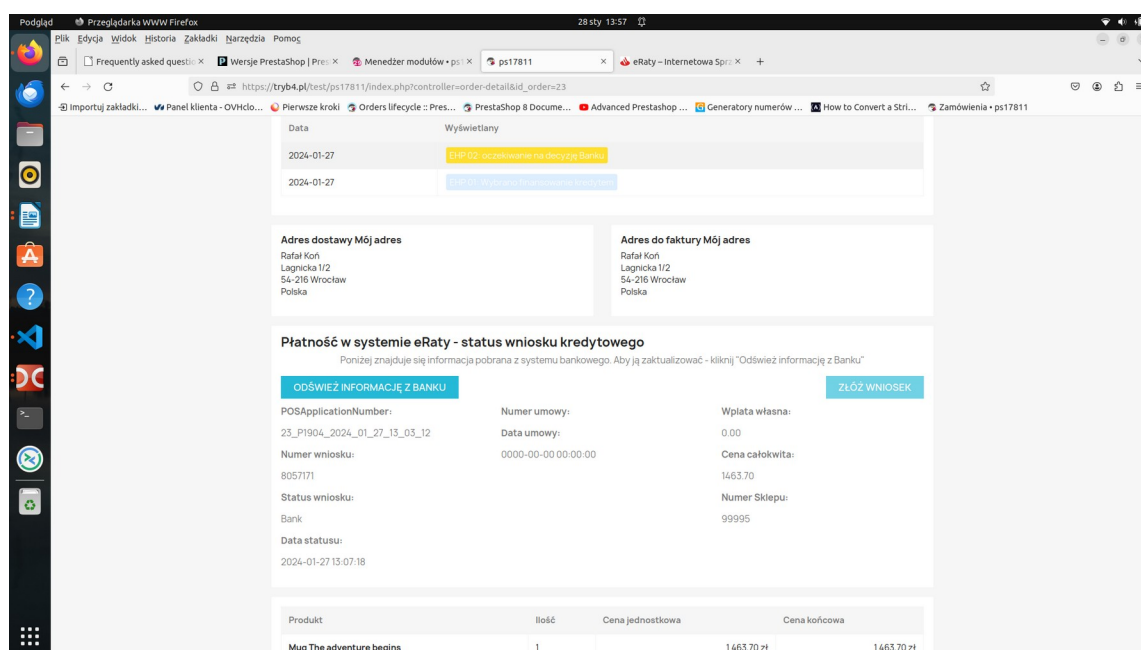 Podgląd Przeglądarka WWW Firefox 28 sty 13:57
Plik Edycja Widok Historia Zakładki Narzędzia Pomoc
Frequently asked questio Wersje PrestaShop | Pres Menedżer modułów • ps1 ps17811 eRaty – Internetowa Sprz
https://tryb4.pl/test/ps17811/index.php?controller=order-detail&id_order=23
Importuj zakładki... Panel klienta - OVHclo... Pierwsze kroki Orders lifecycle :: Pres... PrestaShop 8 Docume... Advanced Prestashop ... Generatory numerów ... How to Convert a Stri... Zamówienia • ps17811
Data Wyświetlany
2024-01-27 EHP 02: oczekiwanie na decyzję Banku
2024-01-27 EHP 01: wybrano finansowanie kredytem
Adres dostawy Mój adres
Rafał Koń
Lagnicka 1/2
54-216 Wrocław
Polska
Adres do faktury Mój adres
Rafał Koń
Lagnicka 1/2
54-216 Wrocław
Polska
Płatność w systemie eRaty - status wniosku kredytowego
Poniżej znajduje się informacja pobrana z systemu bankowego. Aby ją zaktualizować - kliknij "Odśwież informację z Banku"
ODŚWIEŻ INFORMACJĘ Z BANKU ZŁÓŻ WNIOSEK
POSApplicationNumber: Numer umowy: Wpłata własna:
23_P1904_2024_01_27_13_03_12 Data umowy: 0.00
Numer wniosku: 0000-00-00 00:00:00 Cena całokwita:
8057171 1463.70
Status wniosku: Numer Sklepu:
Bank 99995
Data statusu:
2024-01-27 13:07:18
Produkt Ilość Cena jednostkowa Cena końcowa
Mug The adventure begins 1 1 463,70 zł 1 463,70 zł